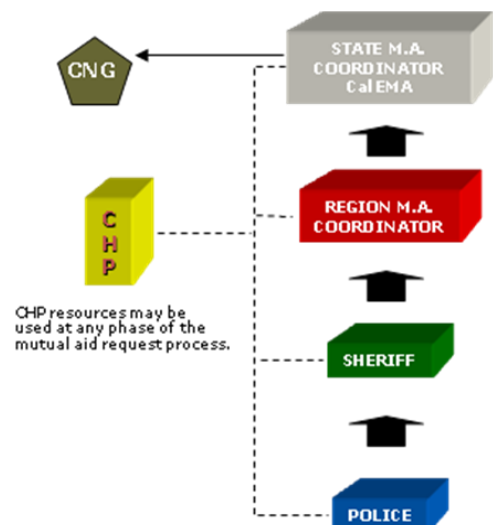 CNG
STATE M.A.
COORDINATOR
CalEMA
REGION M.A.
COORDINATOR
C
H
P
CHP resources may be
used at any phase of the
mutual aid request process.
SHERIFF
POLICE